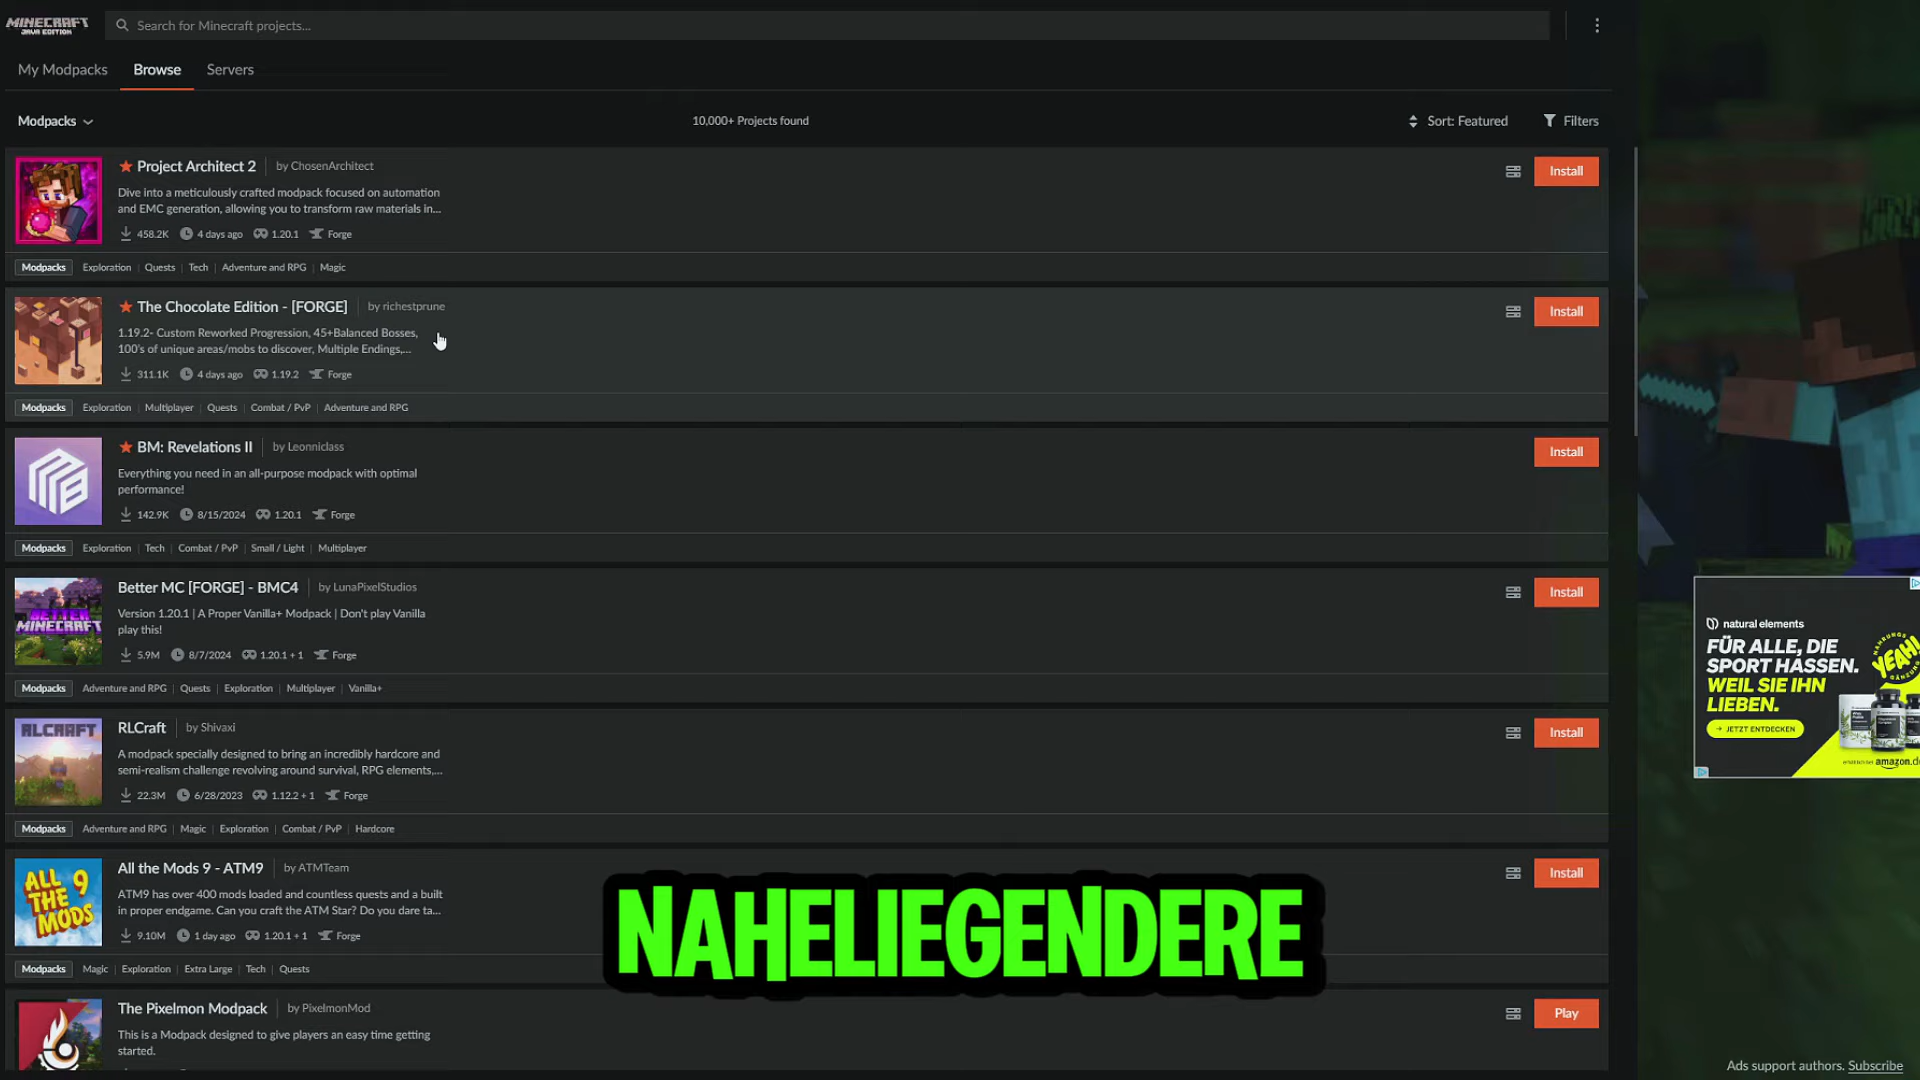 MINECRAFT
JAVA EDITION
Search for Minecraft projects...
My Modpacks
Browse
Servers
Modpacks
10,000+ Projects found
Sort: Featured
Filters
Project Architect 2
by ChosenArchitect
Dive into a meticulously crafted modpack focused on automation
and EMC generation, allowing you to transform raw materials in...
458.2K 4 days ago 1.20.1 Forge
Install
Modpacks Exploration | Quests | Tech | Adventure and RPG | Magic
The Chocolate Edition - [FORGE]
by richestprune
1.19.2- Custom Reworked Progression, 45+Balanced Bosses,
100's of unique areas/mobs to discover, Multiple Endings,...
311.1K 4 days ago 1.19.2 Forge
Install
Modpacks Exploration | Multiplayer | Quests | Combat / PvP | Adventure and RPG
BM: Revelations II
by Leonniclass
Everything you need in an all-purpose modpack with optimal
performance!
142.9K 8/15/2024 1.20.1 Forge
Install
Modpacks Exploration | Tech | Combat / PvP | Small / Light | Multiplayer
BETTER
MINECRAFT
Better MC [FORGE] - BMC4
by LunaPixelStudios
Version 1.20.1 | A Proper Vanilla+ Modpack | Don't play Vanilla
play this!
5.9M 8/7/2024 1.20.1 + 1 Forge
Install
Modpacks Adventure and RPG | Quests | Exploration | Multiplayer | Vanilla+
RLCRAFT
RLCraft
by Shivaxi
A modpack specially designed to bring an incredibly hardcore and
semi-realism challenge revolving around survival, RPG elements,...
22.3M 6/28/2023 1.12.2 + 1 Forge
Install
Modpacks Adventure and RPG | Magic | Exploration | Combat / PvP | Hardcore
ALL 9
THE
MODS
All the Mods 9 - ATM9
by ATMTeam
ATM9 has over 400 mods loaded and countless quests and a built
in proper endgame. Can you craft the ATM Star? Do you dare ta...
9.10M 1 day ago 1.20.1 + 1 Forge
Install
Modpacks Magic | Exploration | Extra Large | Tech | Quests
The Pixelmon Modpack
by PixelmonMod
This is a Modpack designed to give players an easy time getting
started.
Play
NAHELIEGENDERE
natural elements
FÜR ALLE, DIE
SPORT HASSEN.
WEIL SIE IHN
LIEBEN.
→ JETZT ENTDECKEN
YEAH!
erhältlich bei amazon.de
Ads support authors. Subscribe